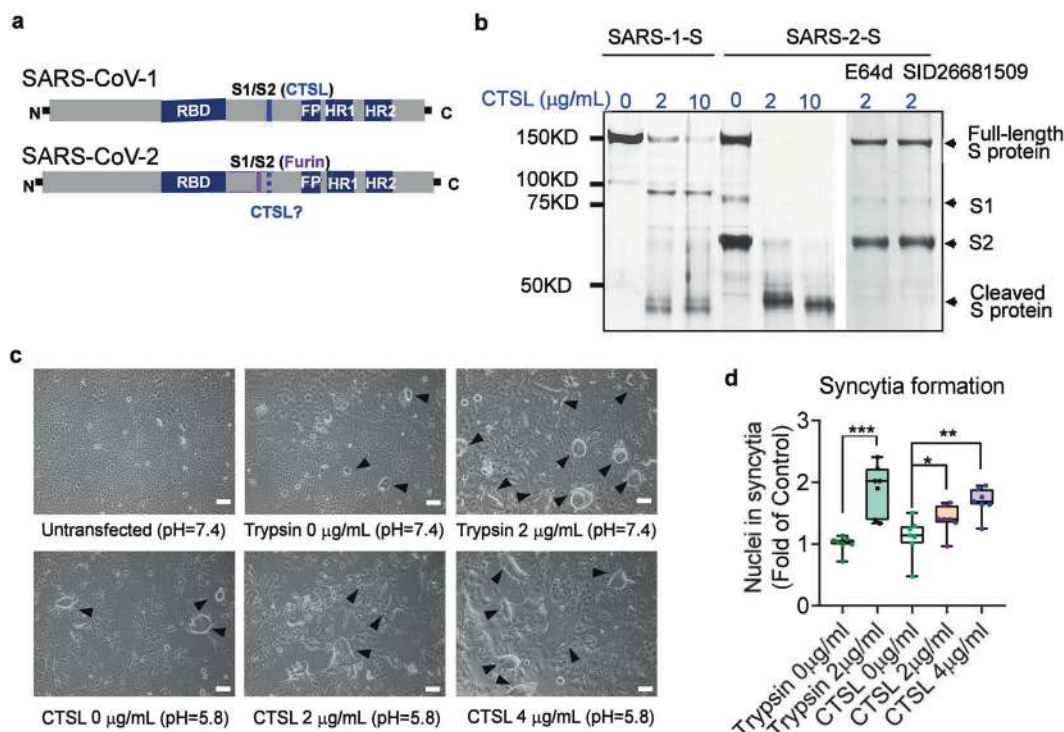 a
SARS-CoV-1
S1/S2 (CTSL)
N RBD FP HR1 HR2 C
SARS-CoV-2
S1/S2 (Furin)
N RBD FP HR1 HR2 C
CTSL?
b
SARS-1-S SARS-2-S
E64d SID26681509
CTSL (μg/mL) 0 2 10 0 2 10 2 2
150KD
100KD
75KD
50KD
Full-length
S protein
S1
S2
Cleaved
S protein
c
Untransfected (pH=7.4) Trypsin 0 μg/mL (pH=7.4) Trypsin 2 μg/mL (pH=7.4)
CTSL 0 μg/mL (pH=5.8) CTSL 2 μg/mL (pH=5.8) CTSL 4 μg/mL (pH=5.8)
d
Syncytia formation
Nuclei in syncytia
(Fold of Control)
3
2
1
0
*** * **
Trypsin 0μg/ml
Trypsin 2μg/ml
CTSL 0μg/ml
CTSL 2μg/ml
CTSL 4μg/ml